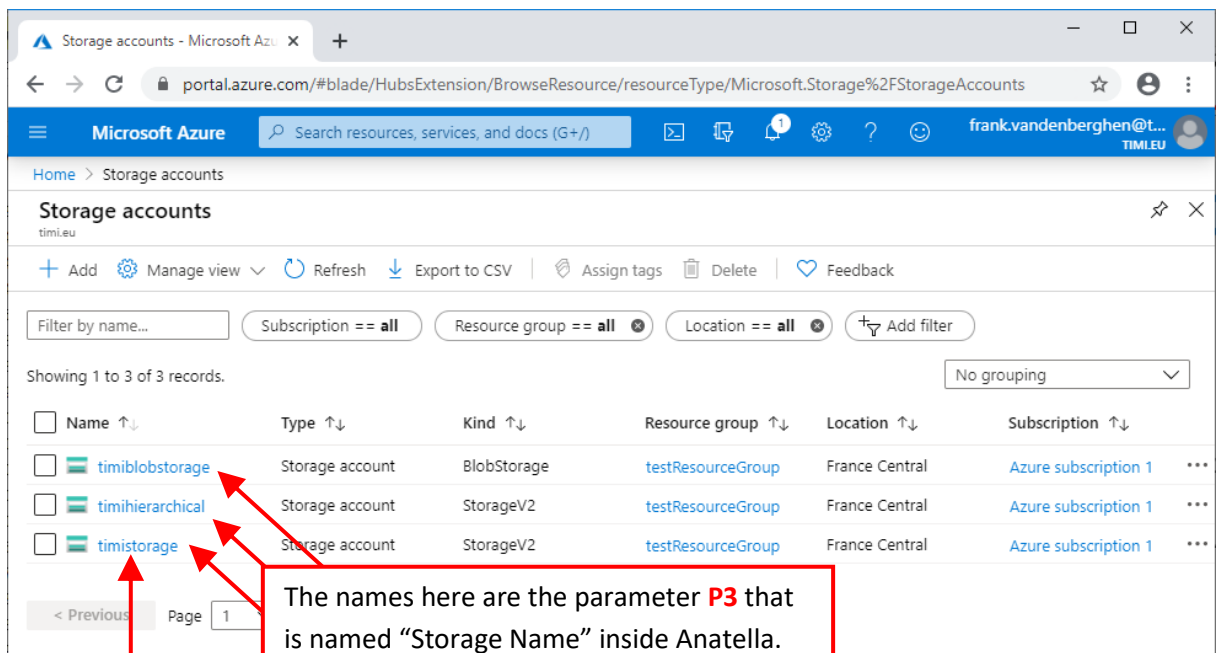 Storage accounts - Microsoft Azu
portal.azure.com/#blade/HubsExtension/BrowseResource/resourceType/Microsoft.Storage%2FStorageAccounts
Microsoft Azure Search resources, services, and docs (G+/) 1 ? frank.vandenberghen@t...
TIMI.EU
Home > Storage accounts
Storage accounts
timi.eu
Add Manage view Refresh Export to CSV Assign tags Delete Feedback
Filter by name... Subscription == all Resource group == all Location == all Add filter
Showing 1 to 3 of 3 records. No grouping
Name Type Kind Resource group Location Subscription
timiblobstorage Storage account BlobStorage testResourceGroup France Central Azure subscription 1 ...
timihierarchical Storage account StorageV2 testResourceGroup France Central Azure subscription 1 ...
timistorage Storage account StorageV2 testResourceGroup France Central Azure subscription 1 ...
< Previous Page 1
The names here are the parameter P3 that
is named “Storage Name” inside Anatella.